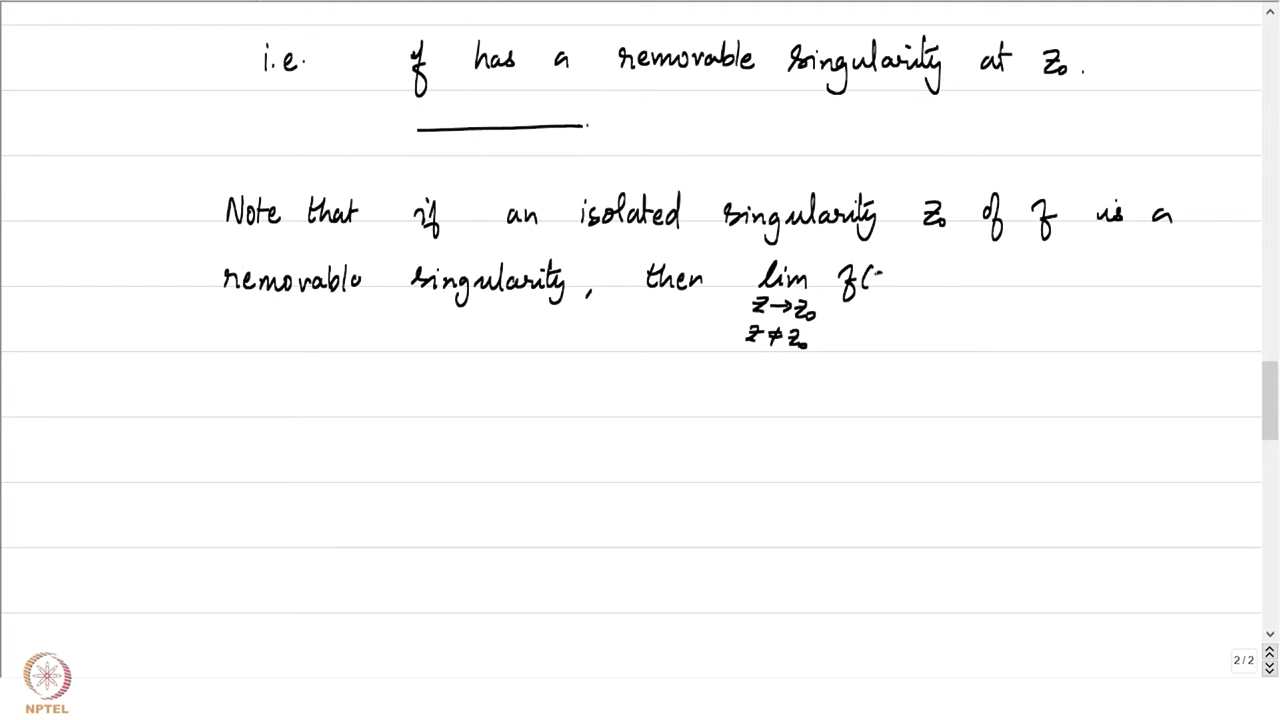 i.e. f has a removable singularity at z₀.
Note that if an isolated singularity z₀ of f is a
removable singularity, then lim f(
z→z₀
z≠z₀
2/2
NPTEL